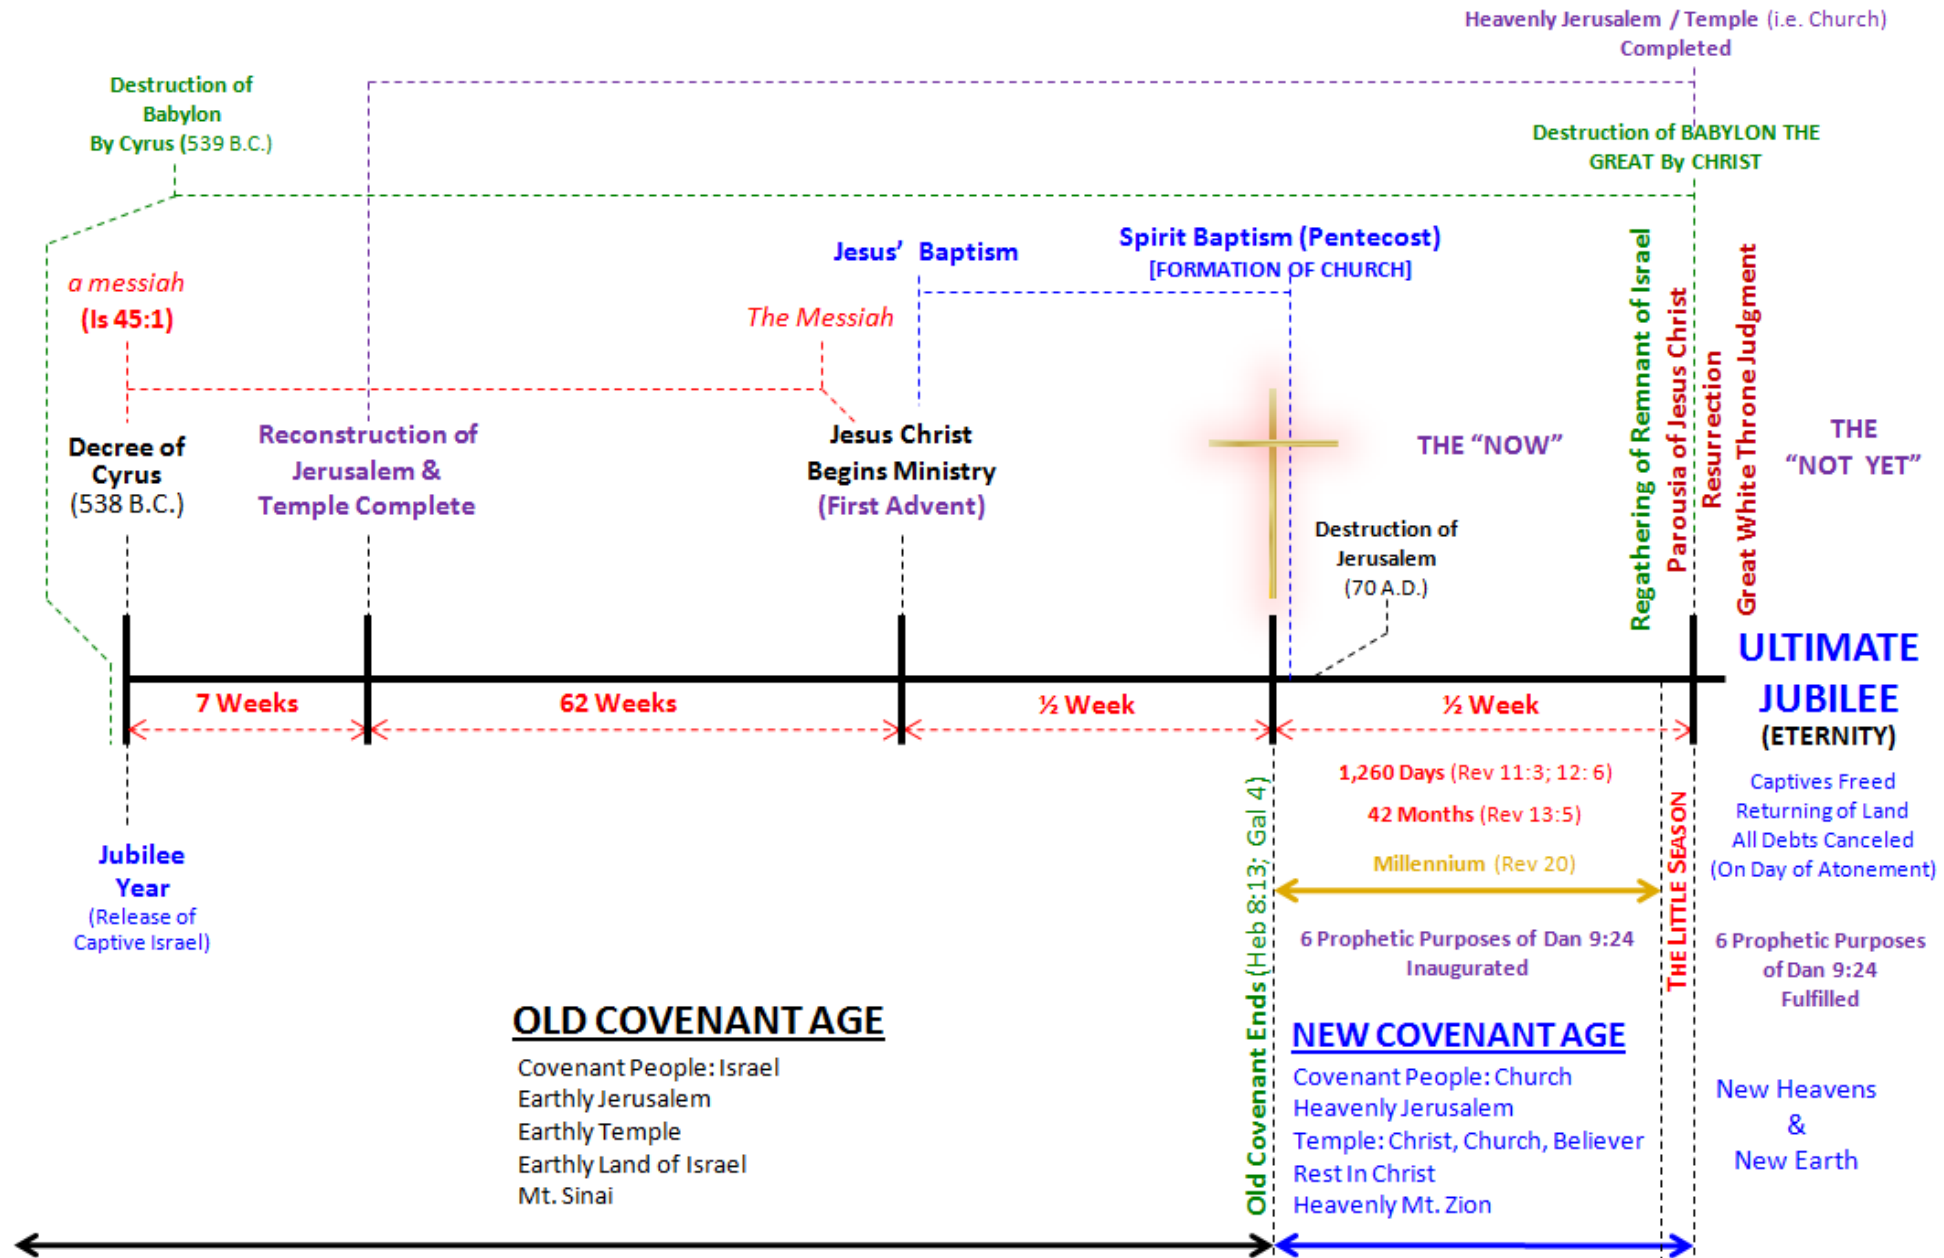 Heavenly Jerusalem / Temple (i.e. Church)
Completed
Destruction of
Babylon
By Cyrus (539 B.C.)
Destruction of BABYLON THE
GREAT By CHRIST
a messiah
(Is 45:1)
The Messiah
Jesus’ Baptism
Spirit Baptism (Pentecost)
[FORMATION OF CHURCH]
Decree of
Cyrus
(538 B.C.)
Reconstruction of
Jerusalem &
Temple Complete
Jesus Christ
Begins Ministry
(First Advent)
THE “NOW”
Destruction of
Jerusalem
(70 A.D.)
Regathering of Remnant of Israel
Parousia of Jesus Christ
Resurrection
Great White Throne Judgment
THE
“NOT YET”
7 Weeks
62 Weeks
½ Week
½ Week
ULTIMATE
JUBILEE
(ETERNITY)
Captives Freed
Returning of Land
All Debts Canceled
(On Day of Atonement)
Jubilee
Year
(Release of
Captive Israel)
Old Covenant Ends (Heb 8:13; Gal 4)
1,260 Days (Rev 11:3; 12: 6)
42 Months (Rev 13:5)
Millennium (Rev 20)
6 Prophetic Purposes of Dan 9:24
Inaugurated
THE LITTLE SEASON
6 Prophetic Purposes
of Dan 9:24
Fulfilled
OLD COVENANT AGE
Covenant People: Israel
Earthly Jerusalem
Earthly Temple
Earthly Land of Israel
Mt. Sinai
NEW COVENANT AGE
Covenant People: Church
Heavenly Jerusalem
Temple: Christ, Church, Believer
Rest In Christ
Heavenly Mt. Zion
New Heavens
&
New Earth